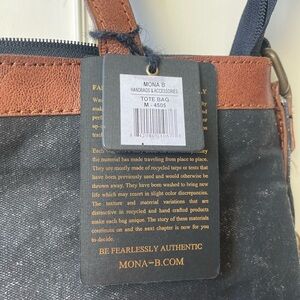 MONA B
HANDBAGS & ACCESSORIES
TOTE BAG
M - 4505
the material has made traveling from place to place.
They are mostly made of recycled tarps or tents that
have been previously used and would otherwise be
thrown away. They have been washed to bring new
life which may resort in slight color discrepancies.
The texture and material variations that are
distinctive in recycled and hand crafted products
make each bag unique. The story of these materials
continues on and the next chapter is now for you
to decide.
BE FEARLESSLY AUTHENTIC
MONA-B.COM